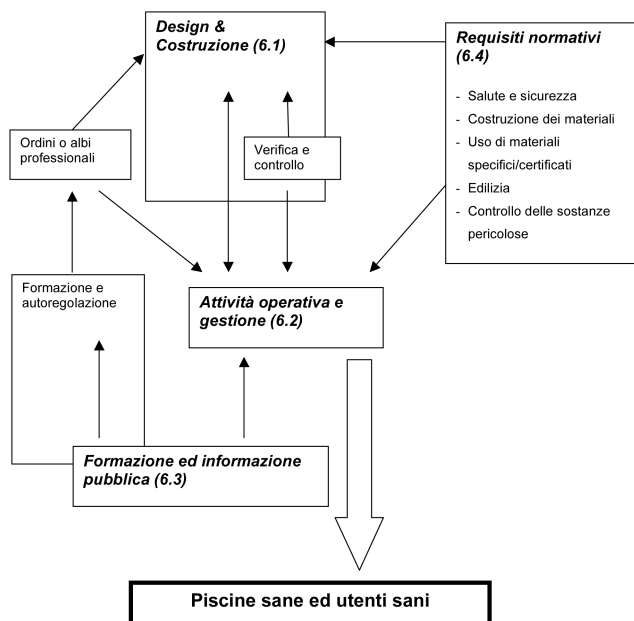 Design &
Costruzione (6.1)
Requisiti normativi
(6.4)
- Salute e sicurezza
- Costruzione dei materiali
- Uso di materiali
specifici/certificati
- Edilizia
- Controllo delle sostanze
pericolose
Ordini o albi
professionali
Verifica e
controllo
Formazione e
autoregolazione
Attività operativa e
gestione (6.2)
Formazione ed informazione
pubblica (6.3)
Piscine sane ed utenti sani